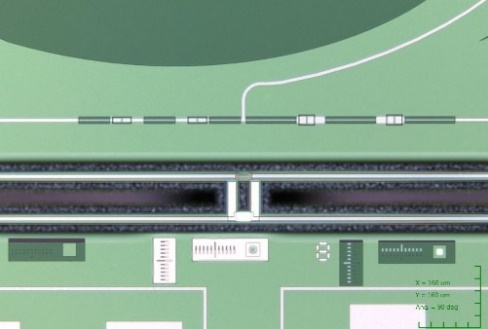 X = 160 um
Y = 160 um
Ang = 90 deg